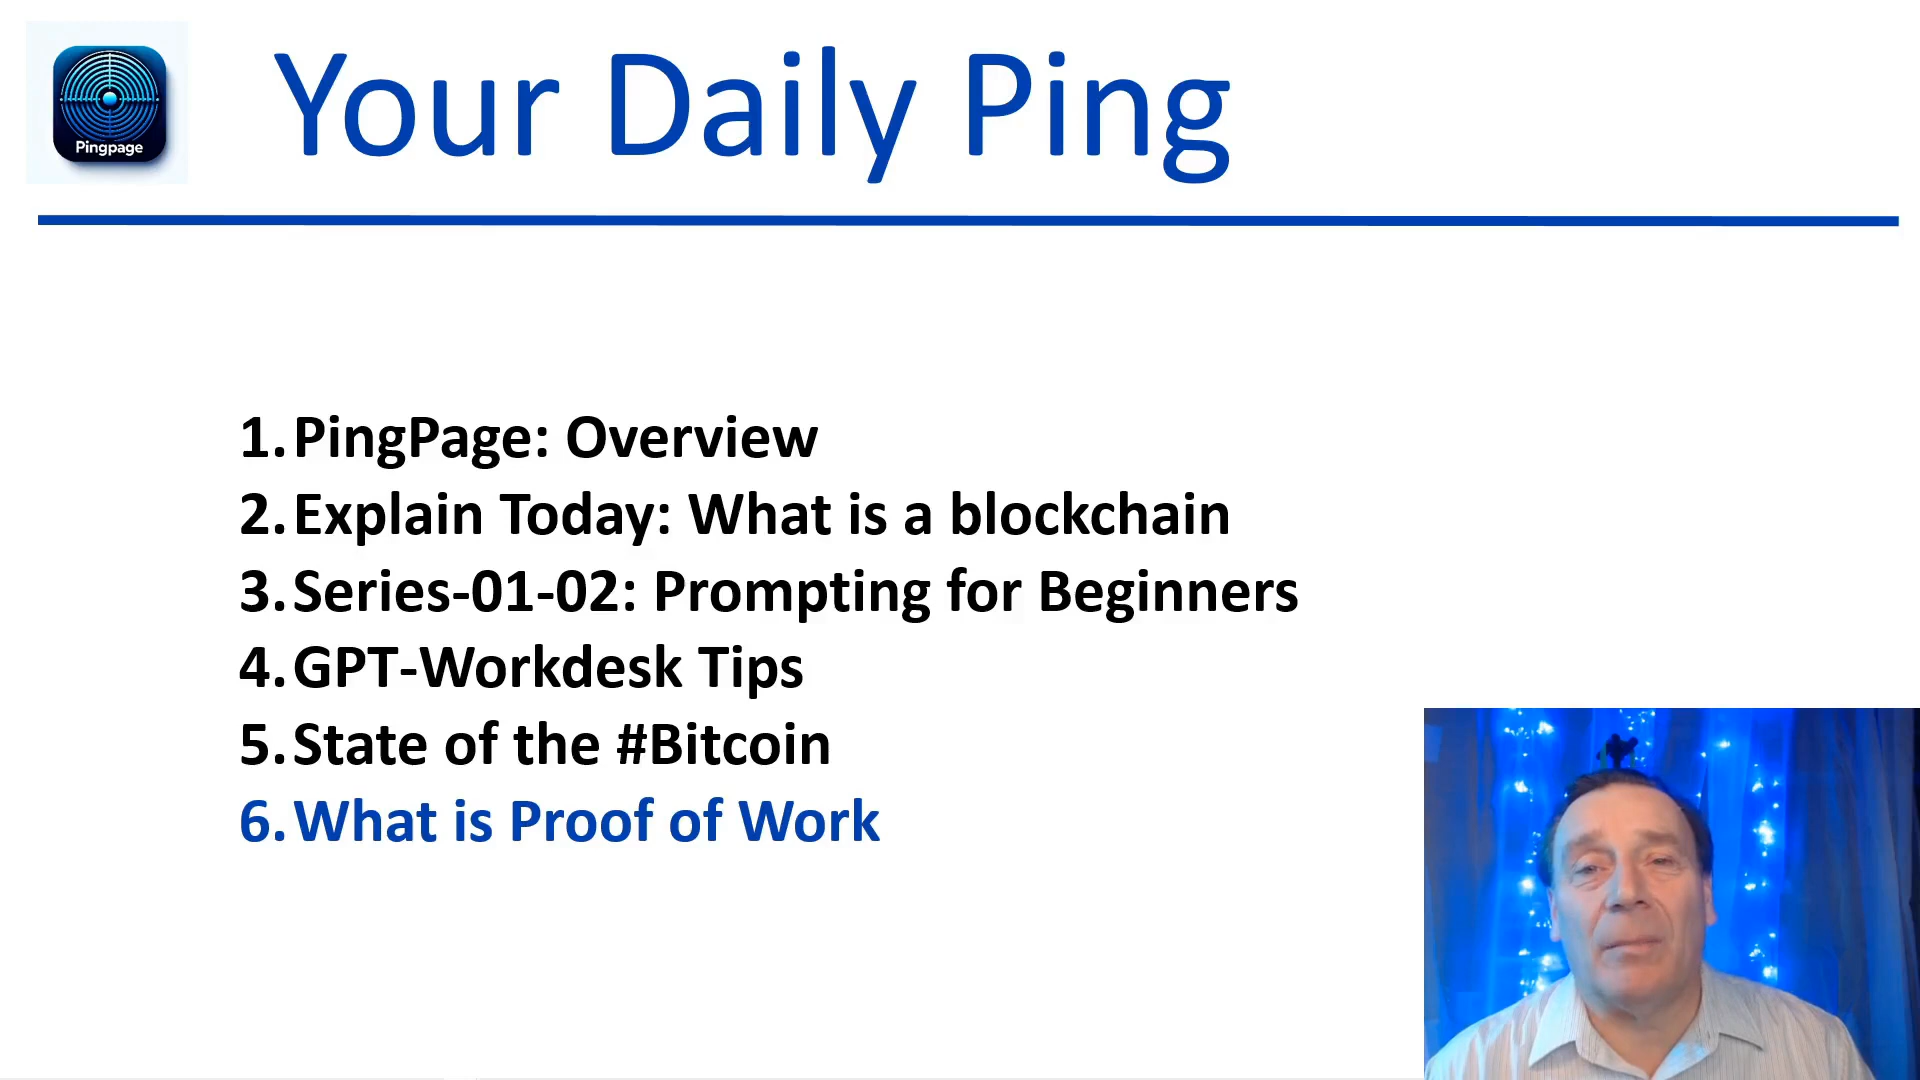 Pingpage
Your Daily Ping
1. PingPage: Overview
2. Explain Today: What is a blockchain
3. Series-01-02: Prompting for Beginners
4. GPT-Workdesk Tips
5. State of the #Bitcoin
6. What is Proof of Work